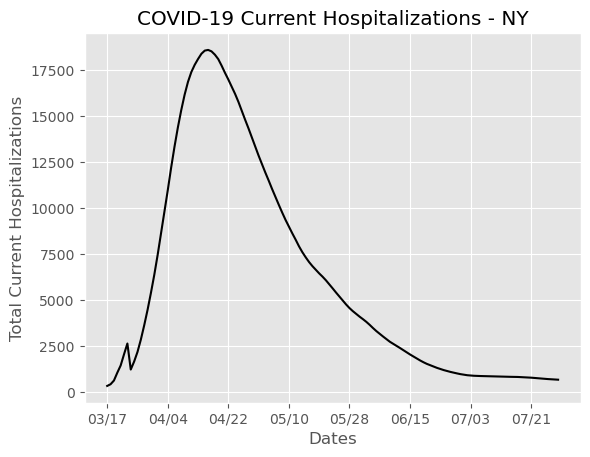 COVID-19 Current Hospitalizations - NY
Total Current Hospitalizations
17500
15000
12500
10000
7500
5000
2500
0
03/17 04/04 04/22 05/10 05/28 06/15 07/03 07/21
Dates